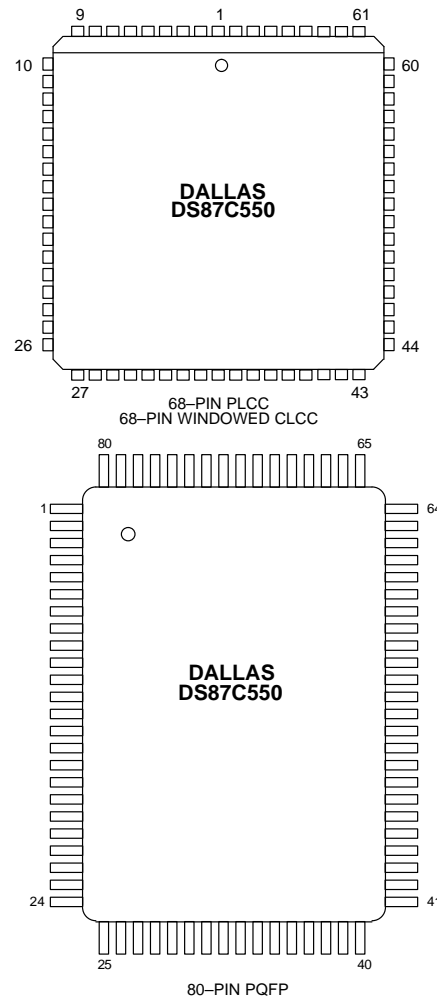 9 1 61
10 60
DALLAS
DS87C550
26 44
27 43
68–PIN PLCC
68–PIN WINDOWED CLCC
80 65
1 64
DALLAS
DS87C550
24 41
25 40
80–PIN PQFP